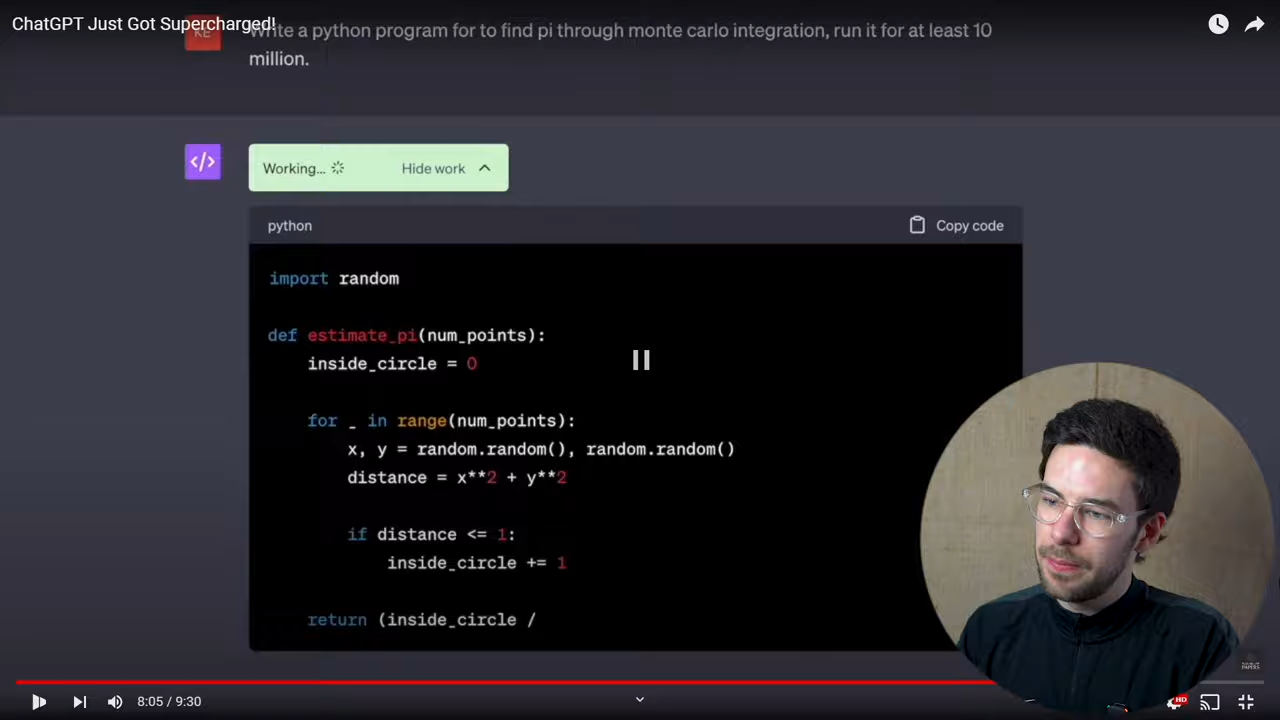 ChatGPT Just Got Supercharged!
KE
Write a python program for to find pi through monte carlo integration, run it for at least 10
million.
</>
Working... Hide work
python Copy code
import random
def estimate_pi(num_points):
inside_circle = 0
for _ in range(num_points):
x, y = random.random(), random.random()
distance = x**2 + y**2
if distance <= 1:
inside_circle += 1
return (inside_circle /
PAPERS
8:05 / 9:30
HD